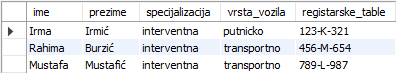 ime prezime specijalizacija vrsta_vozila registarske_table
Irma Irmić interventna putnicko 123-K-321
Rahima Burzić interventna transportno 456-M-654
Mustafa Mustafić interventna transportno 789-L-987